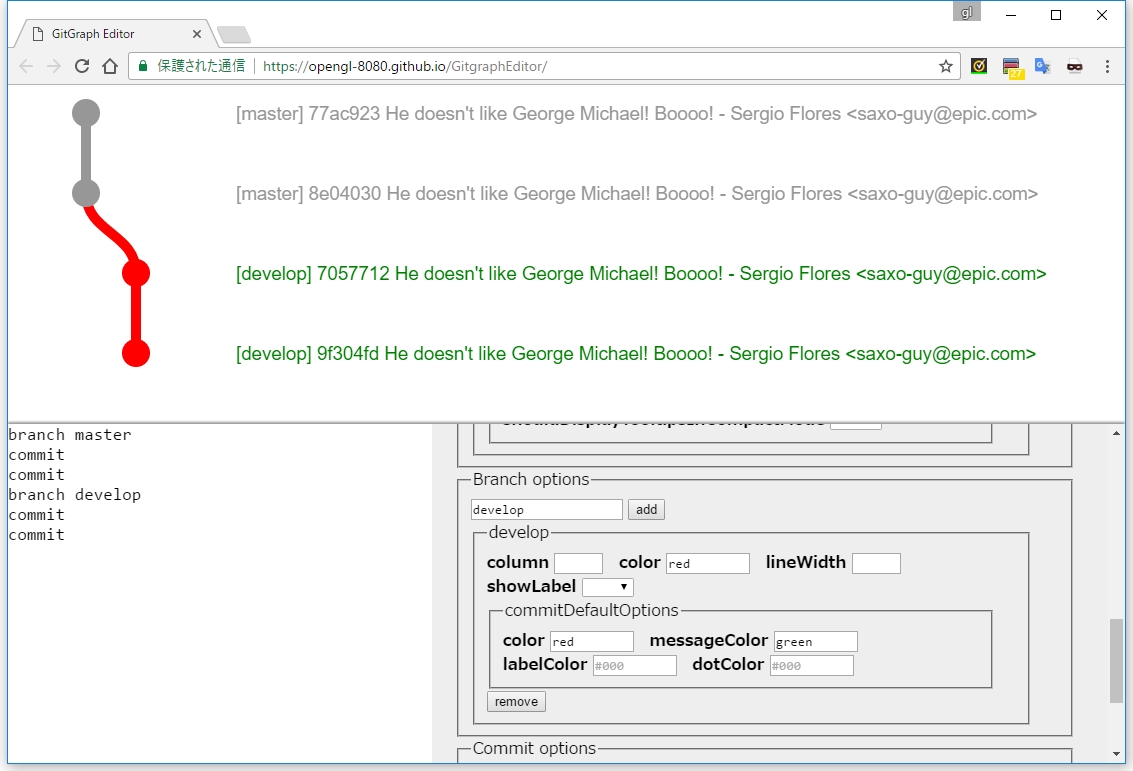 gl
GitGraph Editor
保護された通信 https://opengl-8080.github.io/GitgraphEditor/
27
[master] 77ac923 He doesn't like George Michael! Boooo! - Sergio Flores <saxo-guy@epic.com>
[master] 8e04030 He doesn't like George Michael! Boooo! - Sergio Flores <saxo-guy@epic.com>
[develop] 7057712 He doesn't like George Michael! Boooo! - Sergio Flores <saxo-guy@epic.com>
[develop] 9f304fd He doesn't like George Michael! Boooo! - Sergio Flores <saxo-guy@epic.com>
branch master
commit
commit
branch develop
commit
commit
Branch options
develop add
develop
column color red lineWidth
showLabel
commitDefaultOptions
color red messageColor green
labelColor #000 dotColor #000
remove
Commit options